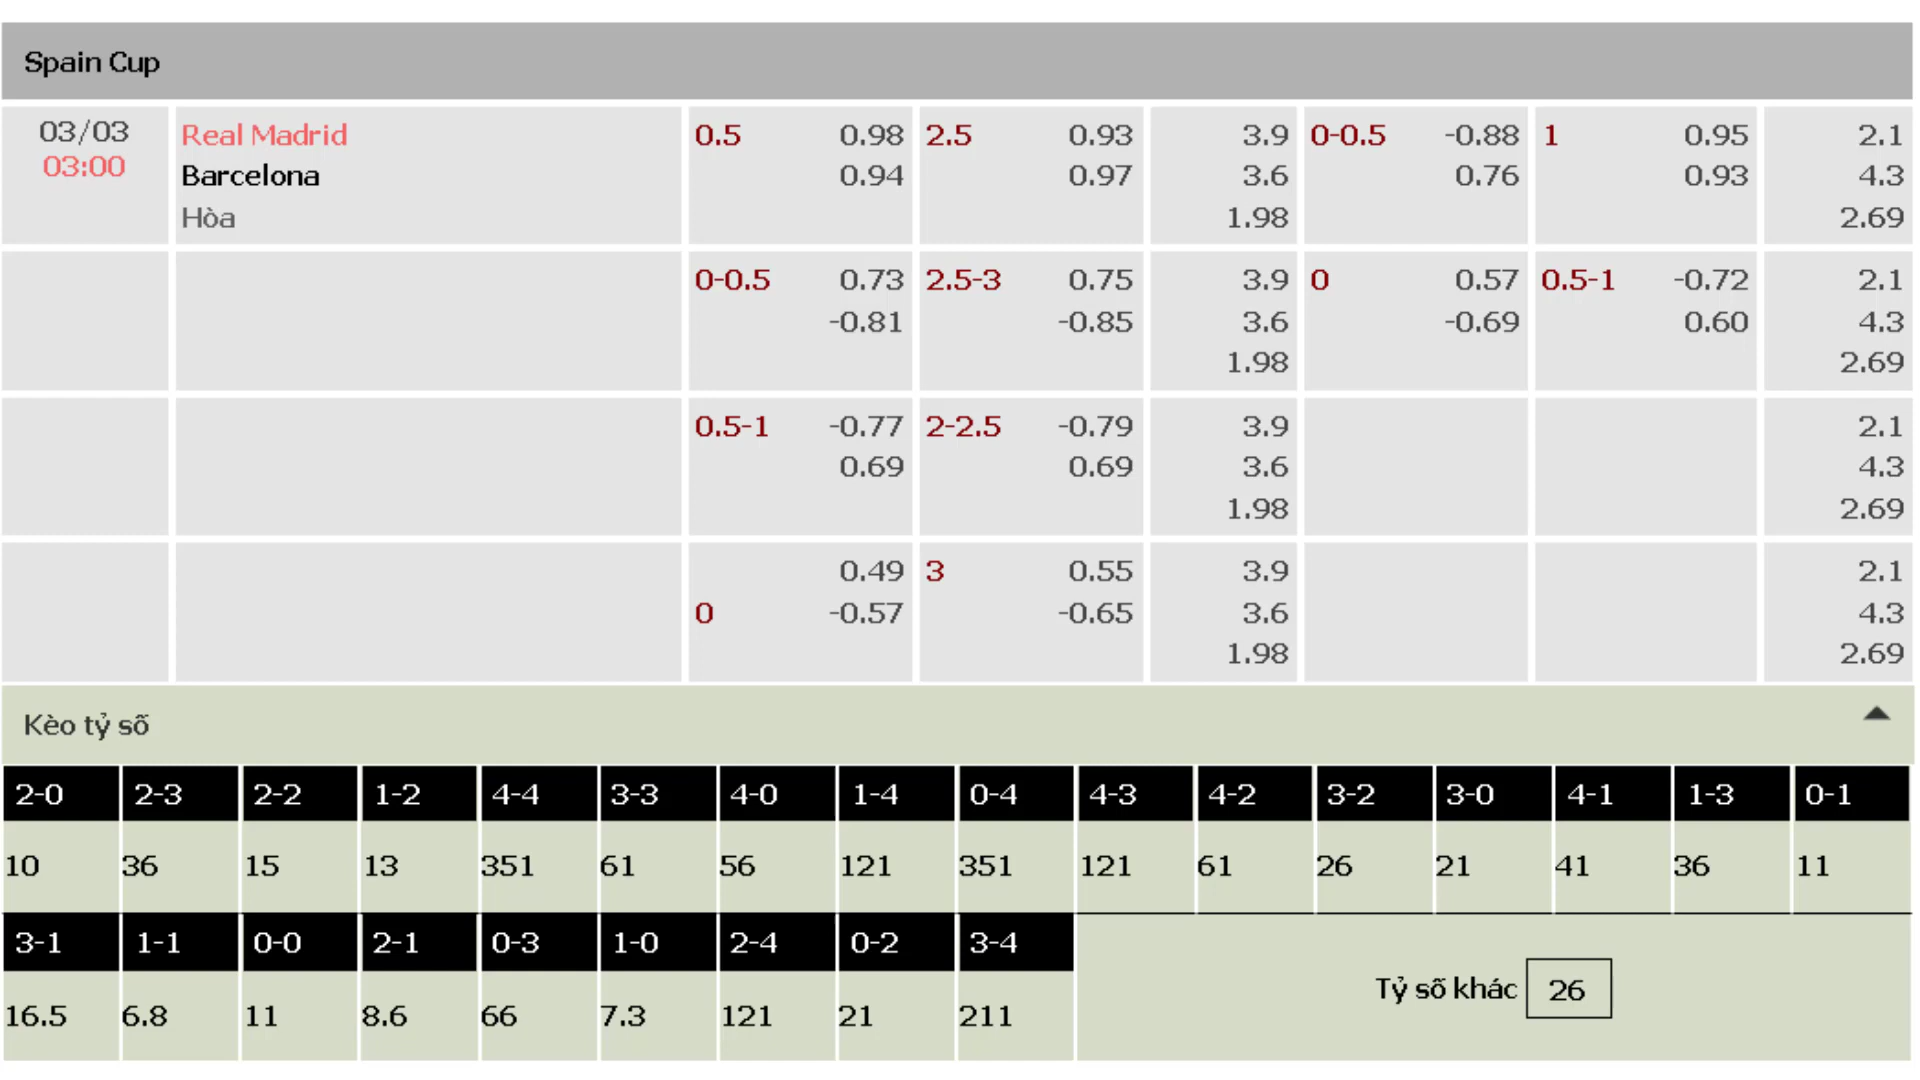 Spain Cup
03/03 Real Madrid 0.5 0.98 2.5 0.93 3.9 0-0.5 -0.88 1 0.95 2.1
03:00 Barcelona 0.94 0.97 3.6 0.76 0.93 4.3
Hòa 1.98 2.69
0-0.5 0.73 2.5-3 0.75 3.9 0 0.57 0.5-1 -0.72 2.1
-0.81 -0.85 3.6 -0.69 0.60 4.3
1.98 2.69
0.5-1 -0.77 2-2.5 -0.79 3.9 2.1
0.69 0.69 3.6 4.3
1.98 2.69
0.49 3 0.55 3.9 2.1
0 -0.57 -0.65 3.6 4.3
1.98 2.69
Kèo tỷ số
2-0 2-3 2-2 1-2 4-4 3-3 4-0 1-4 0-4 4-3 4-2 3-2 3-0 4-1 1-3 0-1
10 36 15 13 351 61 56 121 351 121 61 26 21 41 36 11
3-1 1-1 0-0 2-1 0-3 1-0 2-4 0-2 3-4
Tỷ số khác 26
16.5 6.8 11 8.6 66 7.3 121 21 211